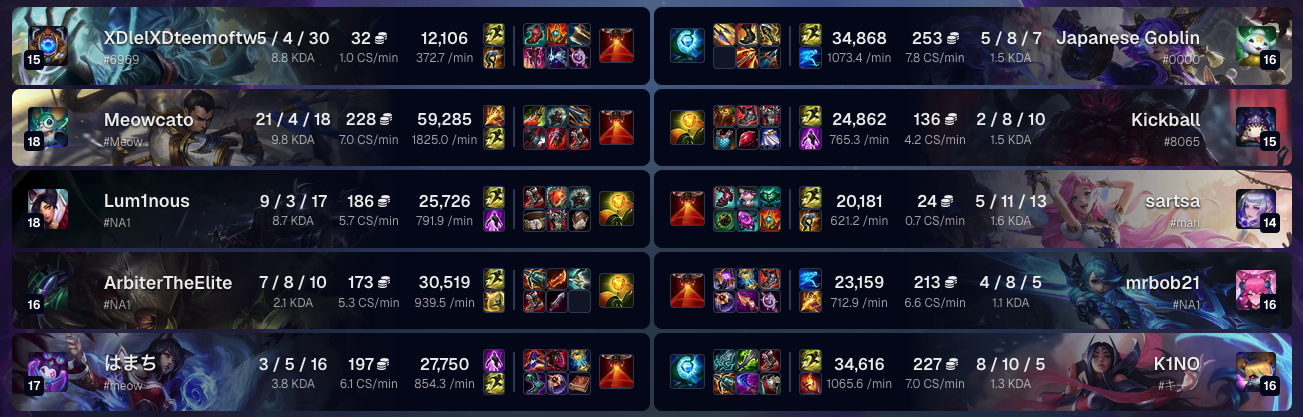 XDlelXDteemoftw 5 / 4 / 30 32 12,106
15 #6969 8.8 KDA 1.0 CS/min 372.7 /min
34,868 253 5 / 8 / 7 Japanese Goblin
1073.4 /min 7.8 CS/min 1.5 KDA #0000 16
Meowcato 21 / 4 / 18 228 59,285
18 #Meow 9.8 KDA 7.0 CS/min 1825.0 /min
24,862 136 2 / 8 / 10 Kickball
765.3 /min 4.2 CS/min 1.5 KDA #8065 15
Lum1nous 9 / 3 / 17 186 25,726
18 #NA1 8.7 KDA 5.7 CS/min 791.9 /min
20,181 24 5 / 11 / 13 sartsa
621.2 /min 0.7 CS/min 1.6 KDA #mari 14
ArbiterTheElite 7 / 8 / 10 173 30,519
16 #NA1 2.1 KDA 5.3 CS/min 939.5 /min
23,159 213 4 / 8 / 5 mrbob21
712.9 /min 6.6 CS/min 1.1 KDA #NA1 16
はまち 3 / 5 / 16 197 27,750
17 #meow 3.8 KDA 6.1 CS/min 854.3 /min
34,616 227 8 / 10 / 5 K1NO
1065.6 /min 7.0 CS/min 1.3 KDA #キノ 16